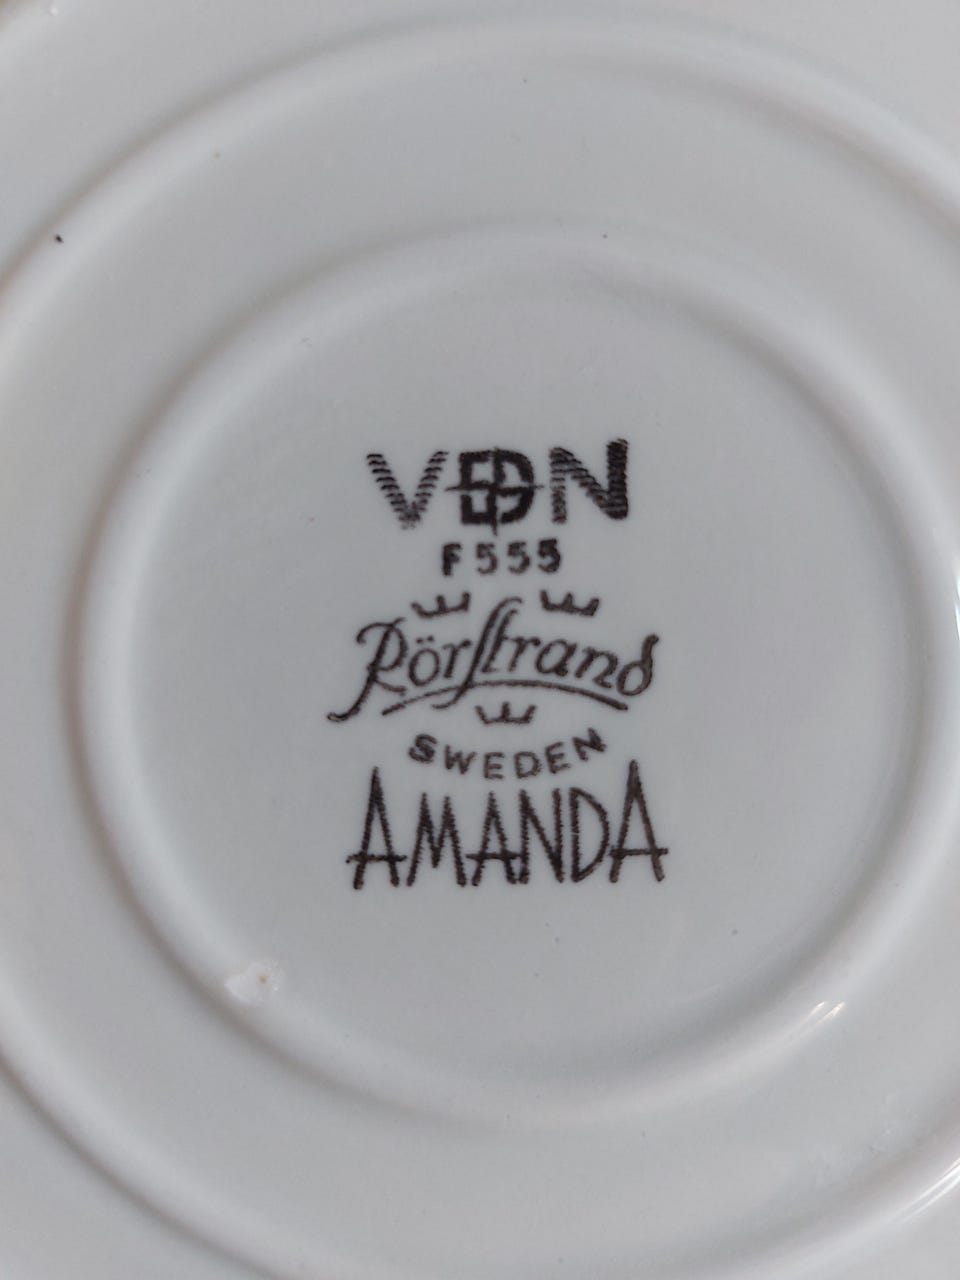 VDN
F555
Rörstrand
SWEDEN
AMANDA